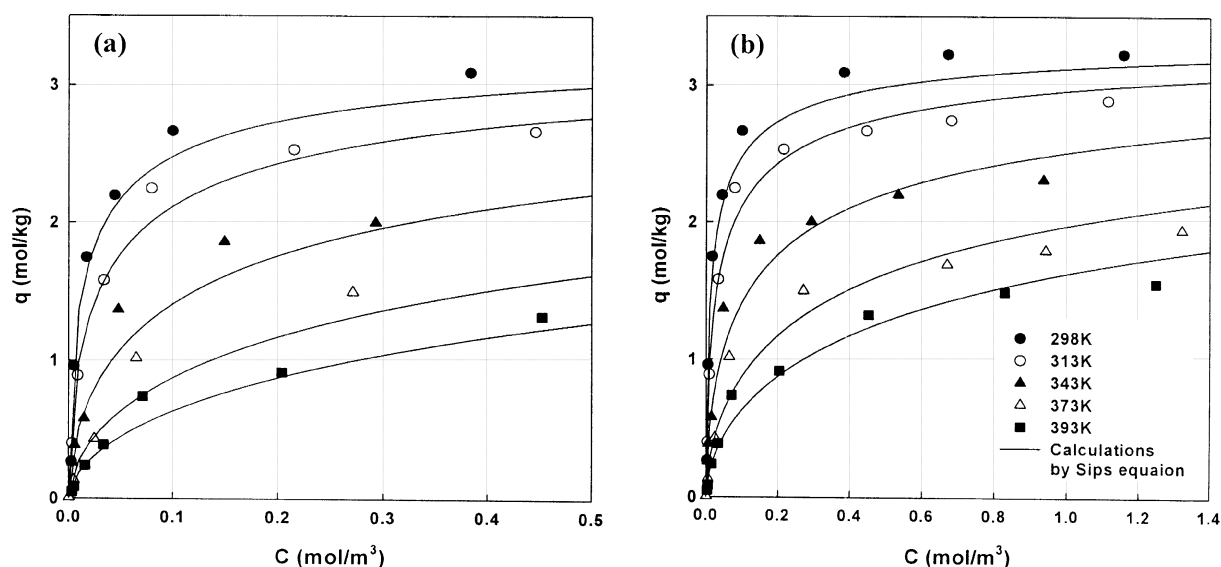 (a)
q (mol/kg)
3
2
1
0
0.0 0.1 0.2 0.3 0.4 0.5
C (mol/m³)
(b)
q (mol/kg)
3
2
1
0
0.0 0.2 0.4 0.6 0.8 1.0 1.2 1.4
C (mol/m³)
298K
313K
343K
373K
393K
Calculations
by Sips equaion